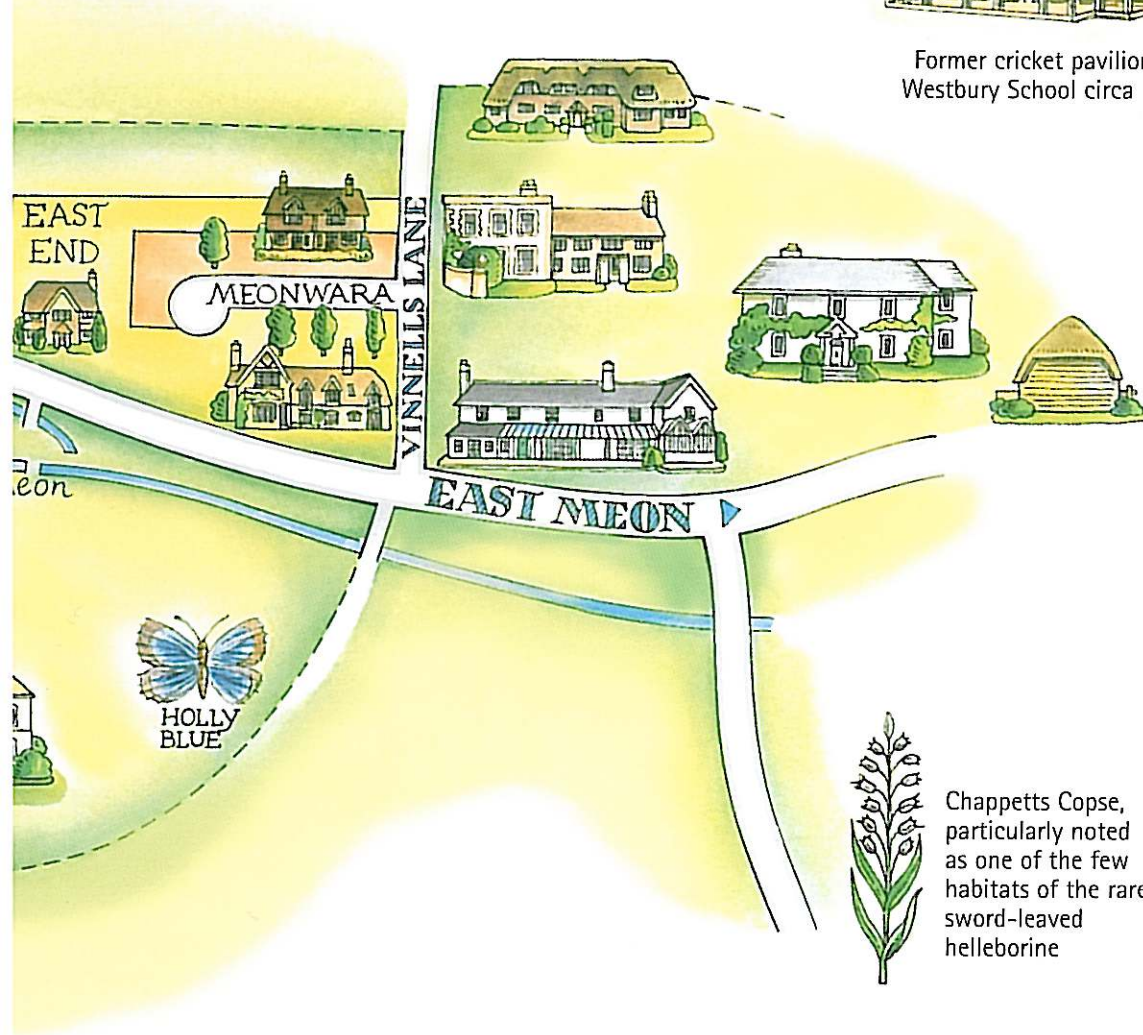 Former cricket pavilion
Westbury School circa
EAST
END
MEONWARA
VINNELLS LANE
EAST MEON
HOLLY
BLUE
Chappetts Copse,
particularly noted
as one of the few
habitats of the rare
sword-leaved
helleborine